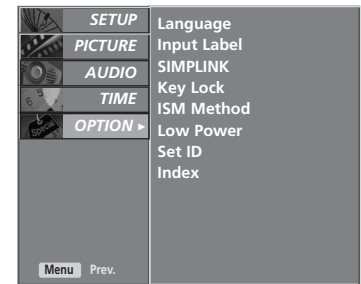 SETUP
PICTURE
AUDIO
TIME
OPTION ►
Language
Input Label
SIMPLINK
Key Lock
ISM Method
Low Power
Set ID
Index
Menu Prev.